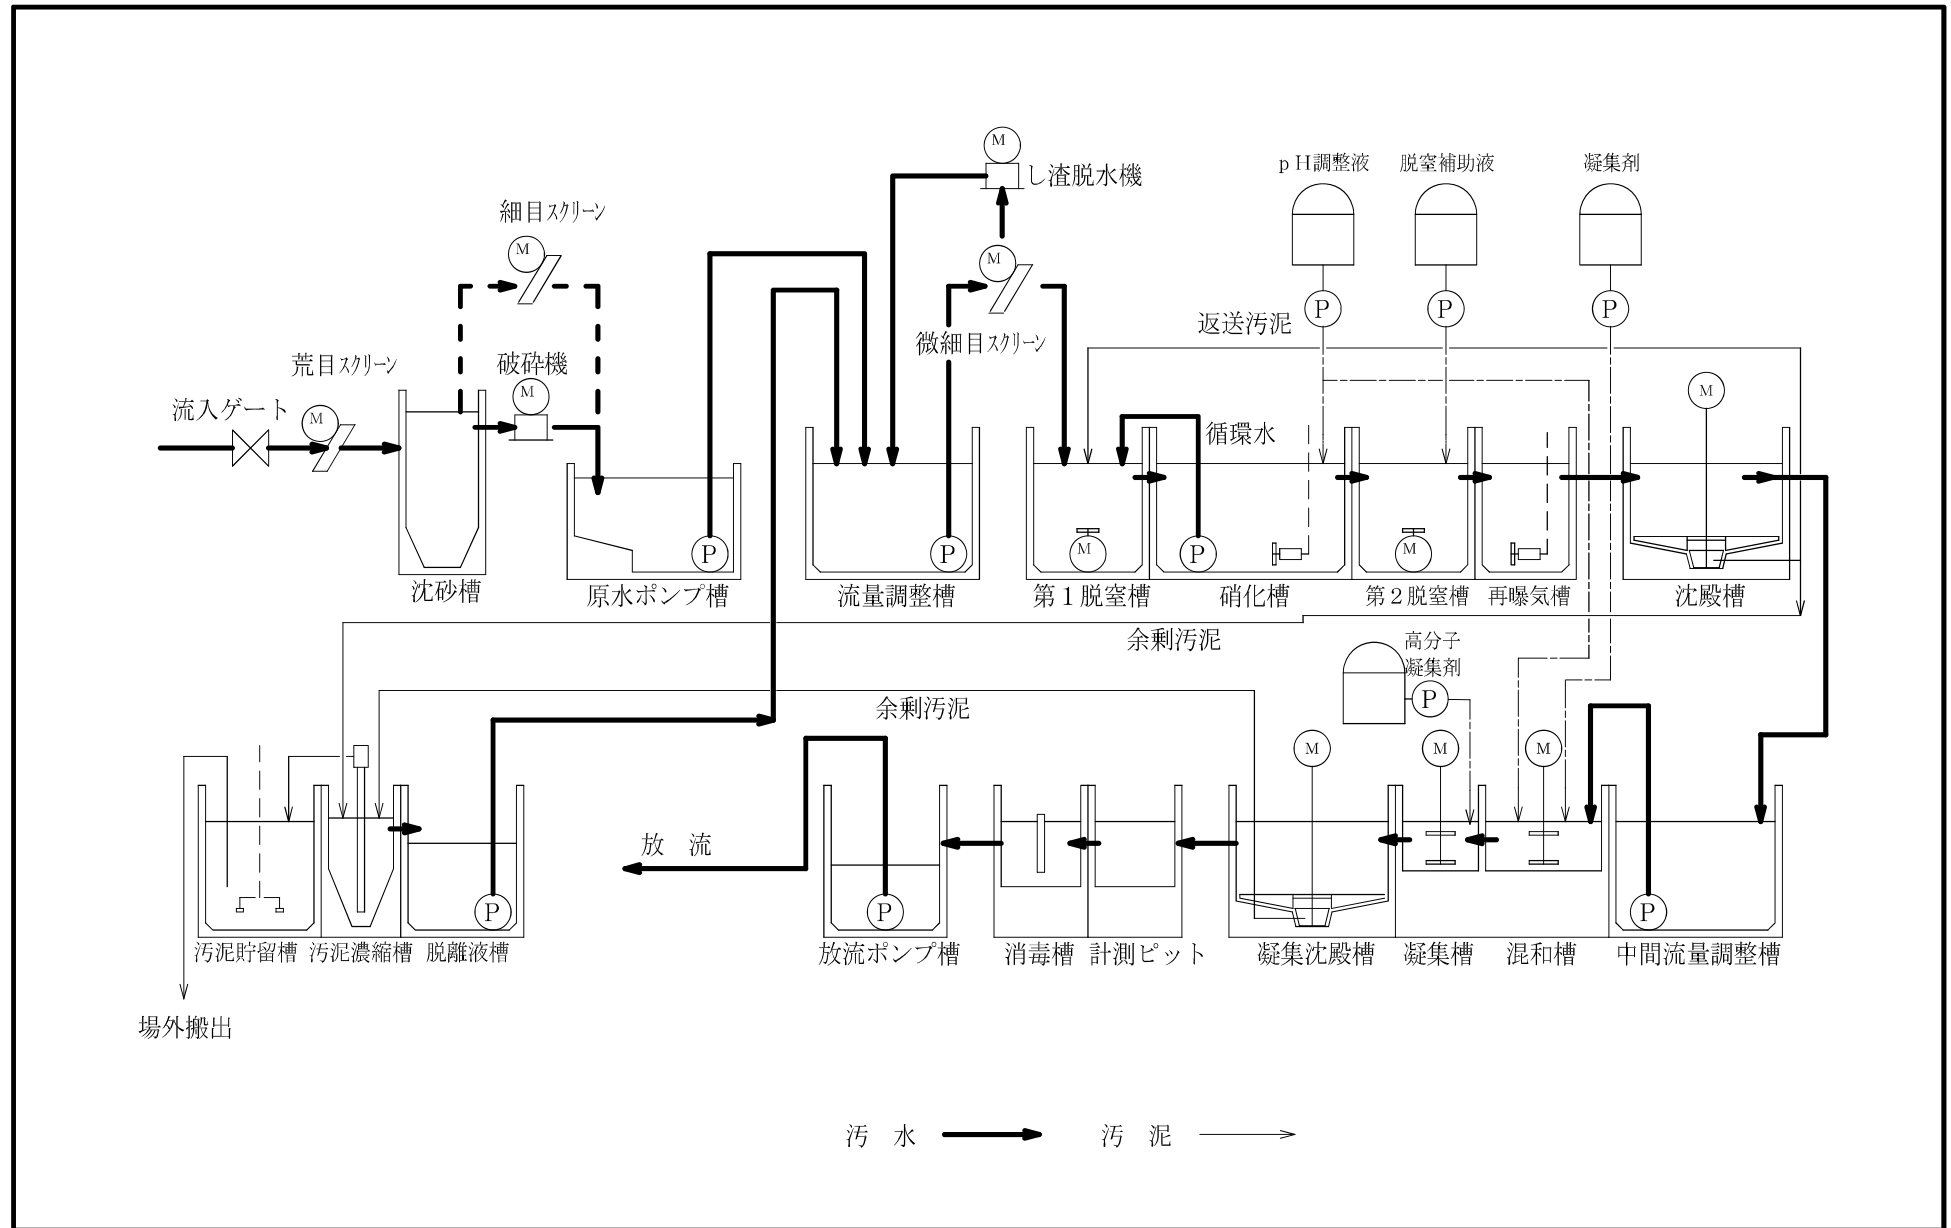 M
し渣脱水機
pH調整液
脱窒補助液
凝集剤
細目スクリーン
M
M
P
P
P
返送汚泥
微細目スクリーン
荒目スクリーン
破砕機
M
M
流入ゲート
M
循環水
P
P
M
P
M
沈砂槽
原水ポンプ槽
流量調整槽
第1脱窒槽
硝化槽
第2脱窒槽
再曝気槽
沈殿槽
余剰汚泥
高分子
凝集剤
P
余剰汚泥
M
M
M
放 流
P
P
P
汚泥貯留槽
汚泥濃縮槽
脱離液槽
放流ポンプ槽
消毒槽
計測ピット
凝集沈殿槽
凝集槽
混和槽
中間流量調整槽
場外搬出
汚 水
汚 泥